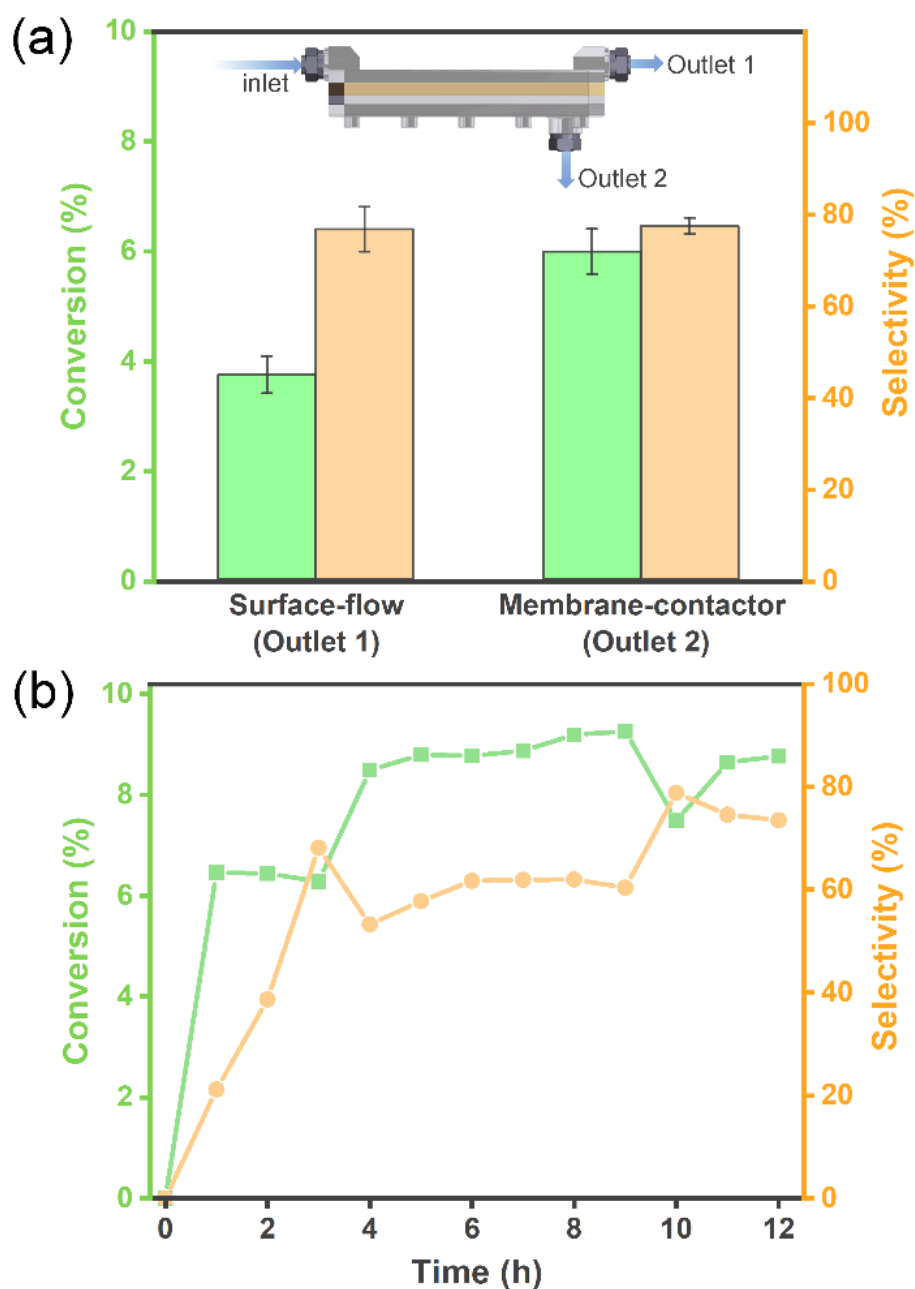 (a)
10
8
6
4
2
0
Conversion (%)
inlet
Outlet 1
Outlet 2
100
80
60
40
20
0
Selectivity (%)
Surface-flow
(Outlet 1)
Membrane-contactor
(Outlet 2)
(b)
10
8
6
4
2
0
Conversion (%)
100
80
60
40
20
0
Selectivity (%)
0 2 4 6 8 10 12
Time (h)